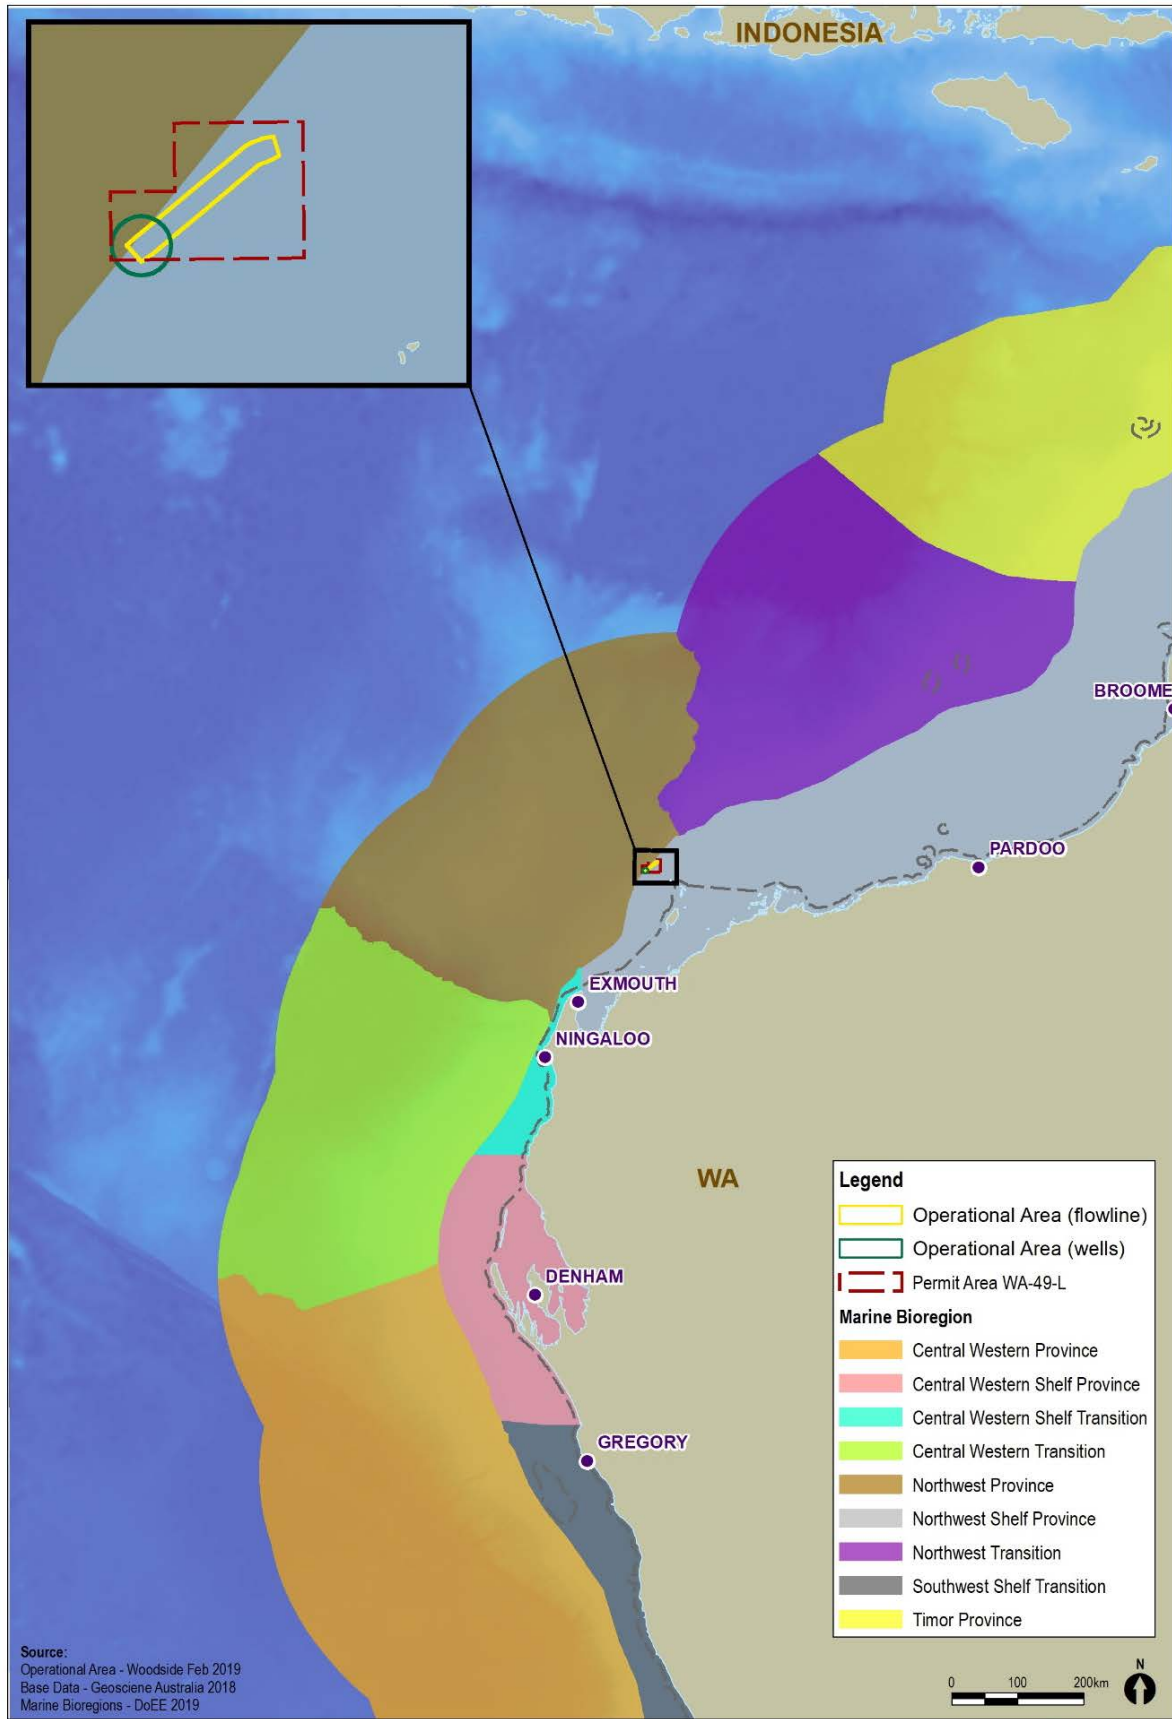 INDONESIA
BROOME
PARDOO
EXMOUTH
NINGALOO
WA
DENHAM
GREGORY
Legend
Operational Area (flowline)
Operational Area (wells)
Permit Area WA-49-L
Marine Bioregion
Central Western Province
Central Western Shelf Province
Central Western Shelf Transition
Central Western Transition
Northwest Province
Northwest Shelf Province
Northwest Transition
Southwest Shelf Transition
Timor Province
Source:
Operational Area - Woodside Feb 2019
Base Data - Geosciene Australia 2018
Marine Bioregions - DoEE 2019
0 100 200km
N